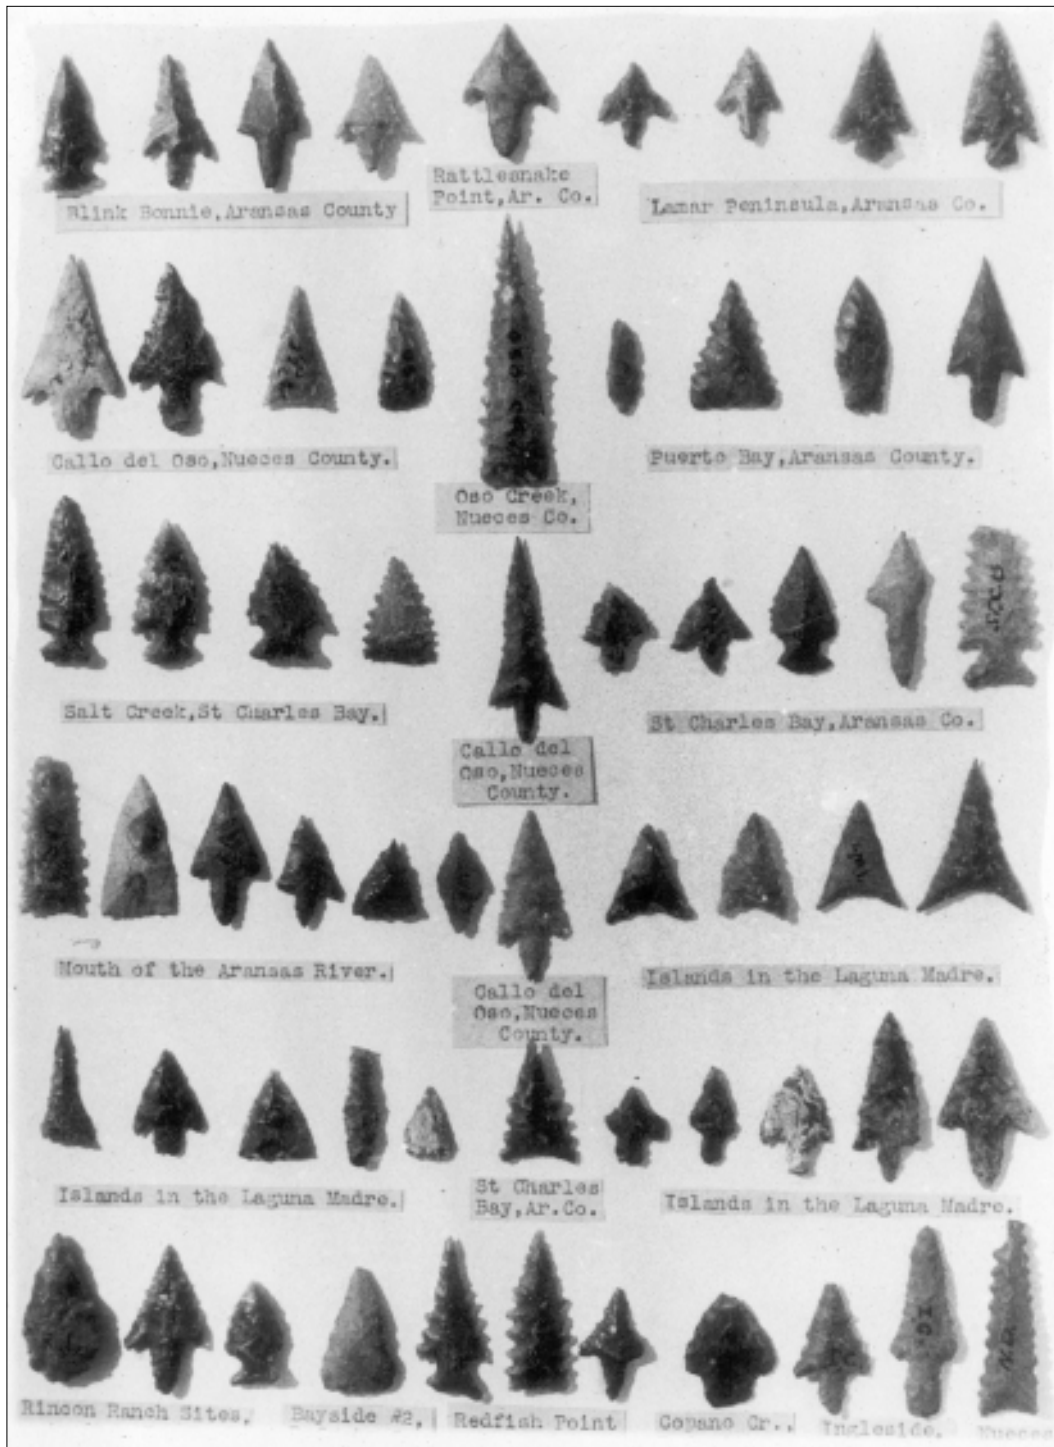 Blink Bonnie, Aransas County
Rattlesnake
Point, Ar. Co.
Lamar Peninsula, Aransas Co.
Callo del Oso, Nueces County.
Oso Creek,
Nueces Co.
Puerto Bay, Aransas County.
Salt Creek, St Charles Bay.
Callo del
Oso, Nueces
County.
St Charles Bay, Aransas Co.
Mouth of the Aransas River.
Callo del
Oso, Nueces
County.
Islands in the Laguna Madre.
Islands in the Laguna Madre.
St Charles
Bay, Ar. Co.
Islands in the Laguna Madre.
Rincon Ranch Sites, Bayside #2, Redfish Point Copano Cr., Ingleside. Nueces